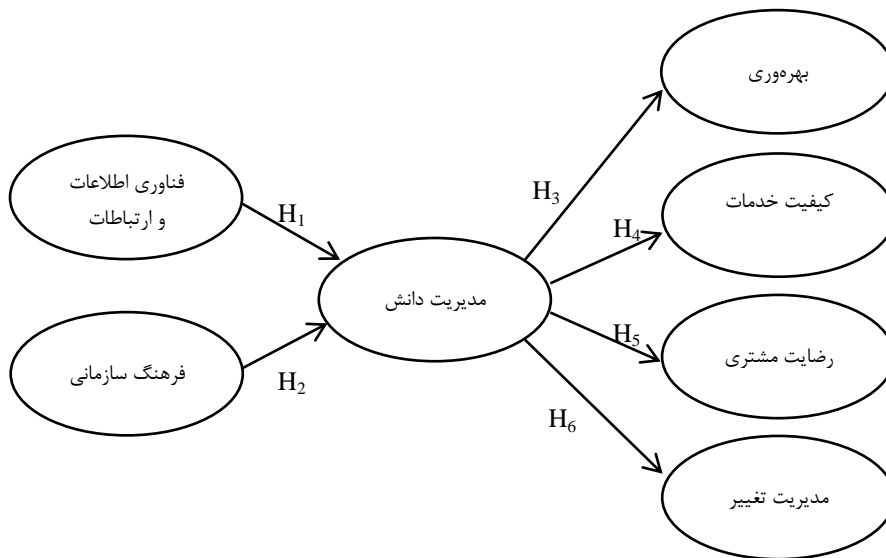 بهره‌وری
فناوری اطلاعات
و ارتباطات
H₁
H₃
کیفیت خدمات
H₄
مدیریت دانش
H₅
رضایت مشتری
فرهنگ سازمانی
H₂
H₆
مدیریت تغییر